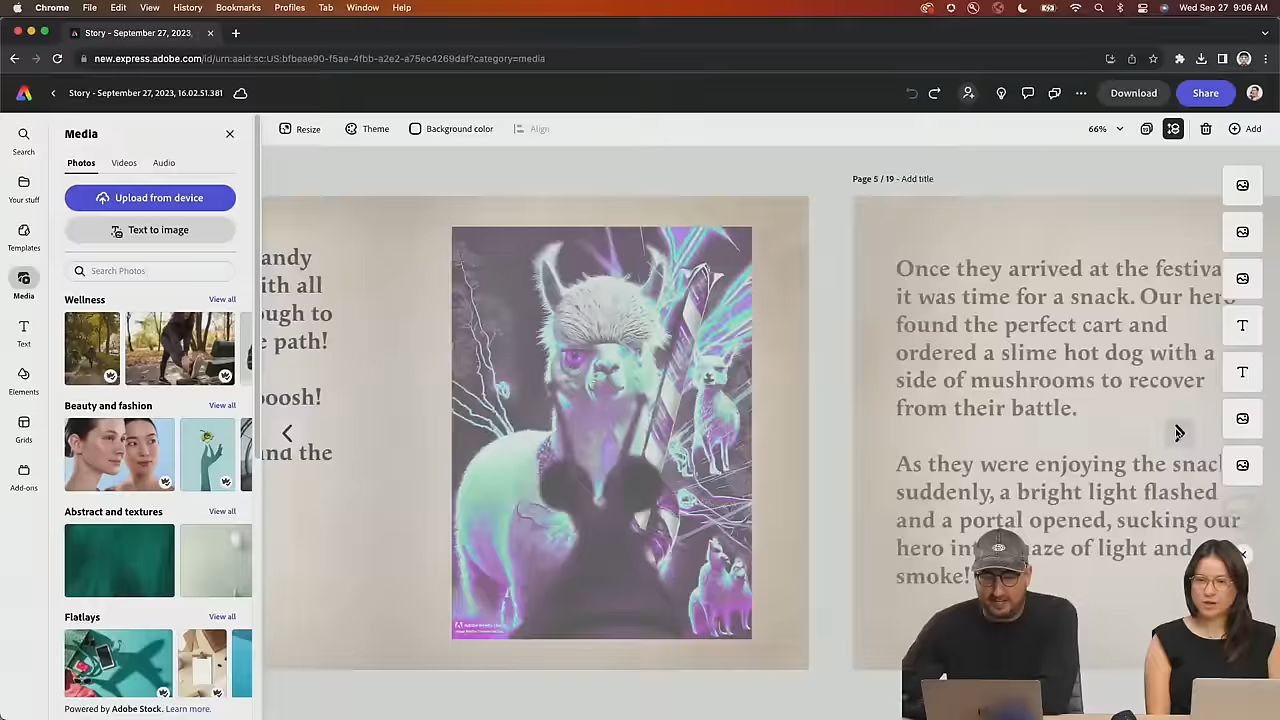 Chrome File Edit View History Bookmarks Profiles Tab Window Help
Wed Sep 27 9:06 AM
Story - September 27, 2023,
new.express.adobe.com/id/urn:aaid:sc:US:bfbeae90-f5ae-4fbb-a2e2-a75ec4269daf?category=media
Story - September 27, 2023, 16.02.51.381
Download
Share
Search
Your stuff
Templates
Media
Text
Elements
Grids
Add-ons
Media
Photos Videos Audio
Upload from device
Text to image
Search Photos
Wellness View all
Beauty and fashion View all
Abstract and textures View all
Flatlays View all
Powered by Adobe Stock. Learn more.
Resize Theme Background color Align
66%
Add
andy
ith all
ough to
e path!
oosh!
and the
Page 5 / 19 - Add title
Once they arrived at the festiva
it was time for a snack. Our hero
found the perfect cart and
ordered a slime hot dog with a
side of mushrooms to recover
from their battle.
As they were enjoying the snac
suddenly, a bright light flashed
and a portal opened, sucking our
hero in haze of light and
smoke!
T
T